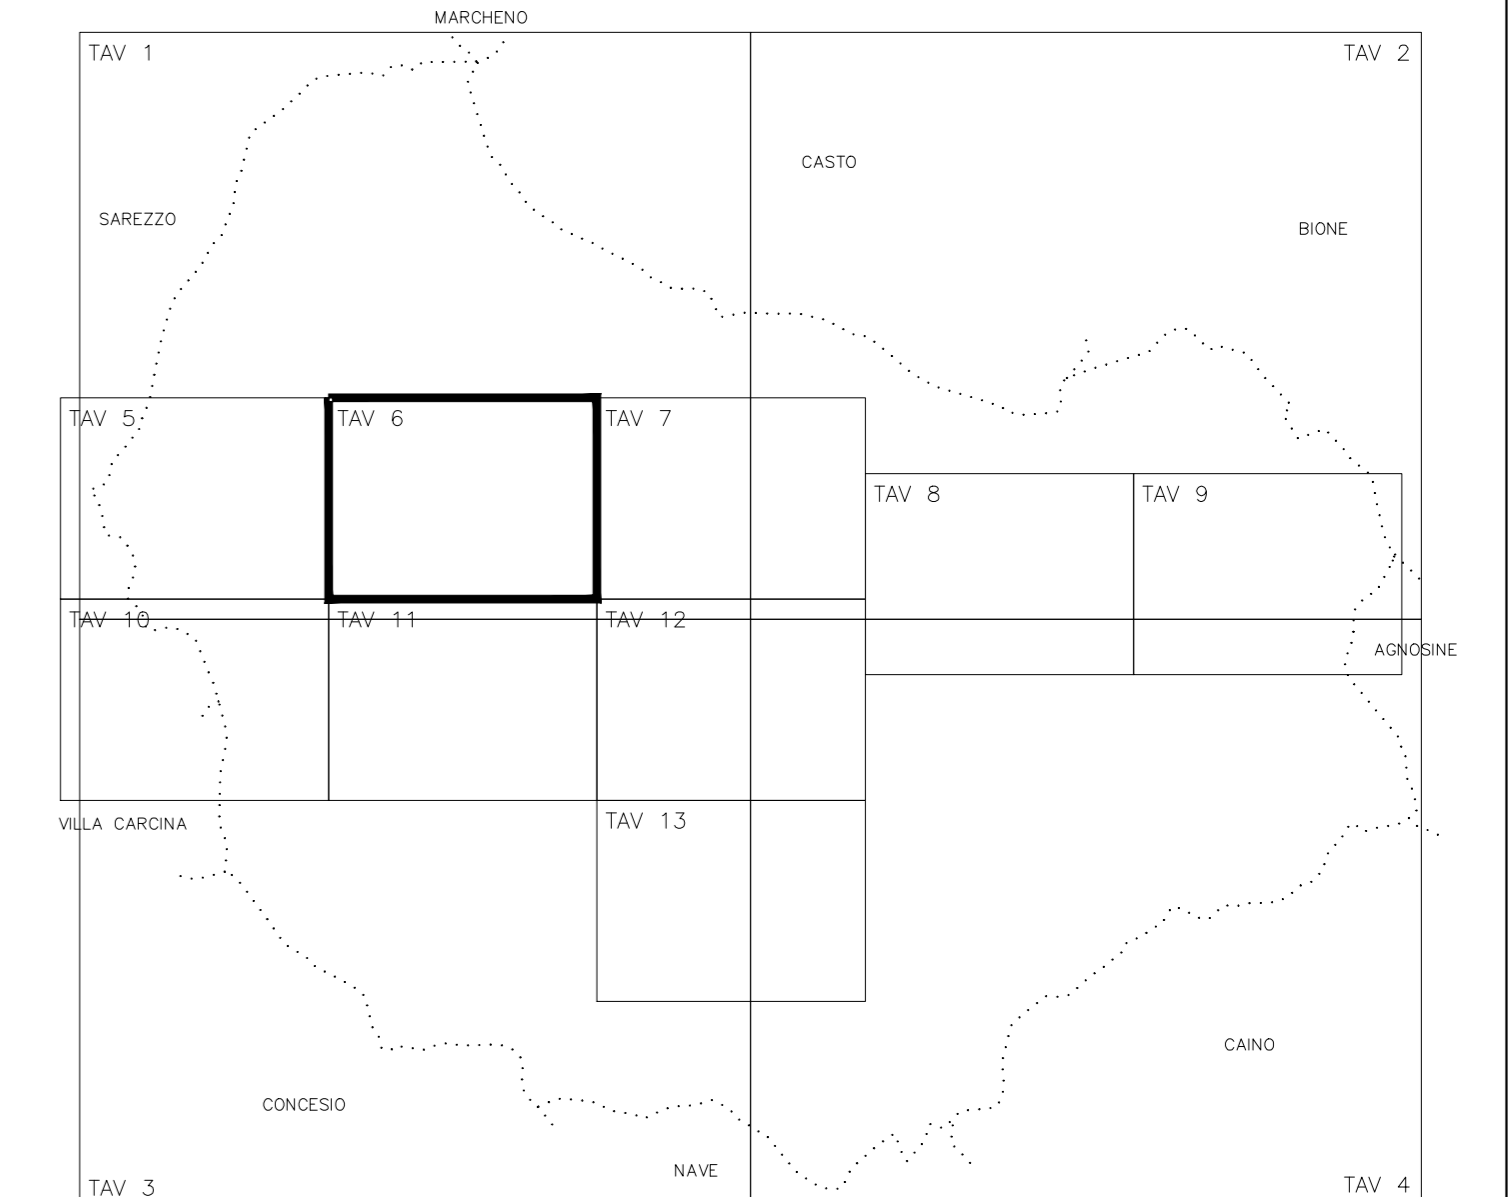 MARCHENO
TAV 1
TAV 2
CASTO
SAREZZO
BIONE
TAV 5
TAV 6
TAV 7
TAV 8
TAV 9
TAV 10
TAV 11
TAV 12
AGNOSINE
VILLA CARCINA
TAV 13
CAINO
CONCESIO
NAVE
TAV 3
TAV 4